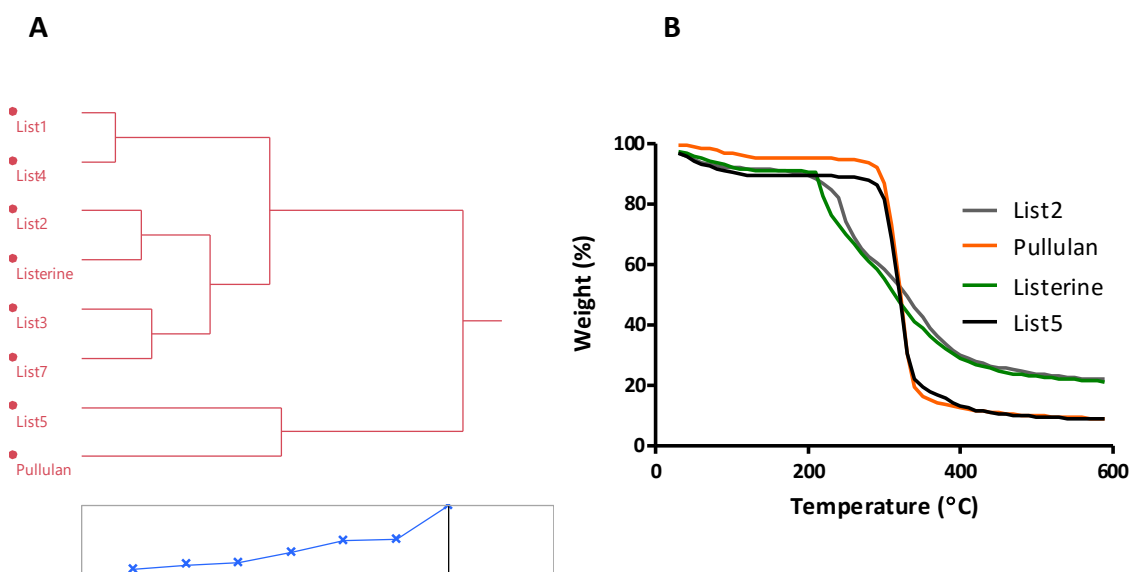 A
List1
List4
List2
Listerine
List3
List7
List5
Pullulan
B
100
80
60
40
20
0
Weight (%)
List2
Pullulan
Listerine
List5
0 200 400 600
Temperature (°C)